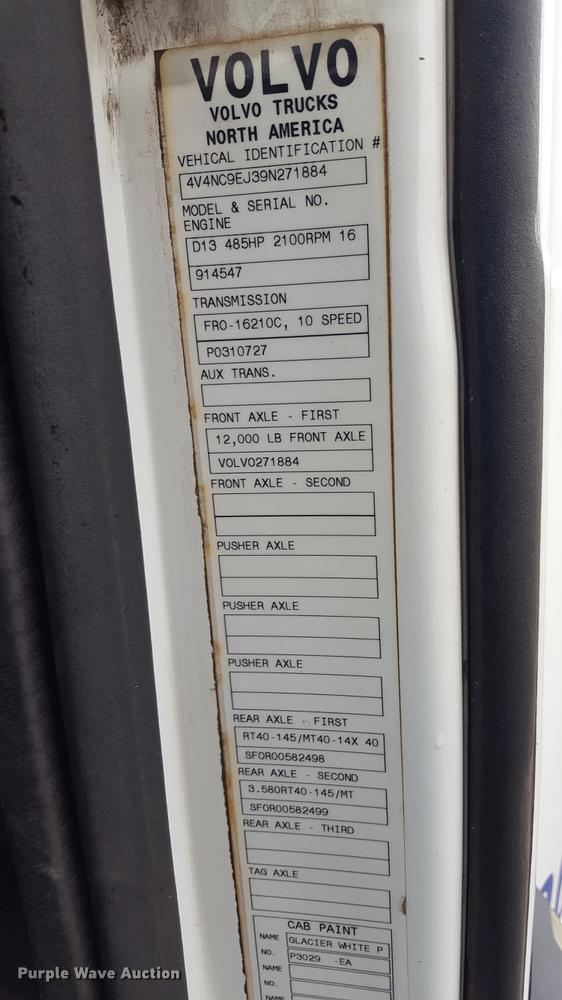 VOLVO
VOLVO TRUCKS
NORTH AMERICA
VEHICAL IDENTIFICATION #
4V4NC9EJ39N271884
MODEL & SERIAL NO.
ENGINE
D13 485HP 2100RPM 16
914547
TRANSMISSION
FRO-16210C, 10 SPEED
P0310727
AUX TRANS.
FRONT AXLE - FIRST
12,000 LB FRONT AXLE
VOLVO271884
FRONT AXLE - SECOND
PUSHER AXLE
PUSHER AXLE
PUSHER AXLE
REAR AXLE - FIRST
RT40-145/MT40-14X 40
SFOR00582498
REAR AXLE - SECOND
3.580RT40-145/MT
SFOR00582499
REAR AXLE - THIRD
TAG AXLE
CAB PAINT
NAME GLACIER WHITE P
NO. P3029 -EA
NAME
NO.
NAME
Purple Wave Auction